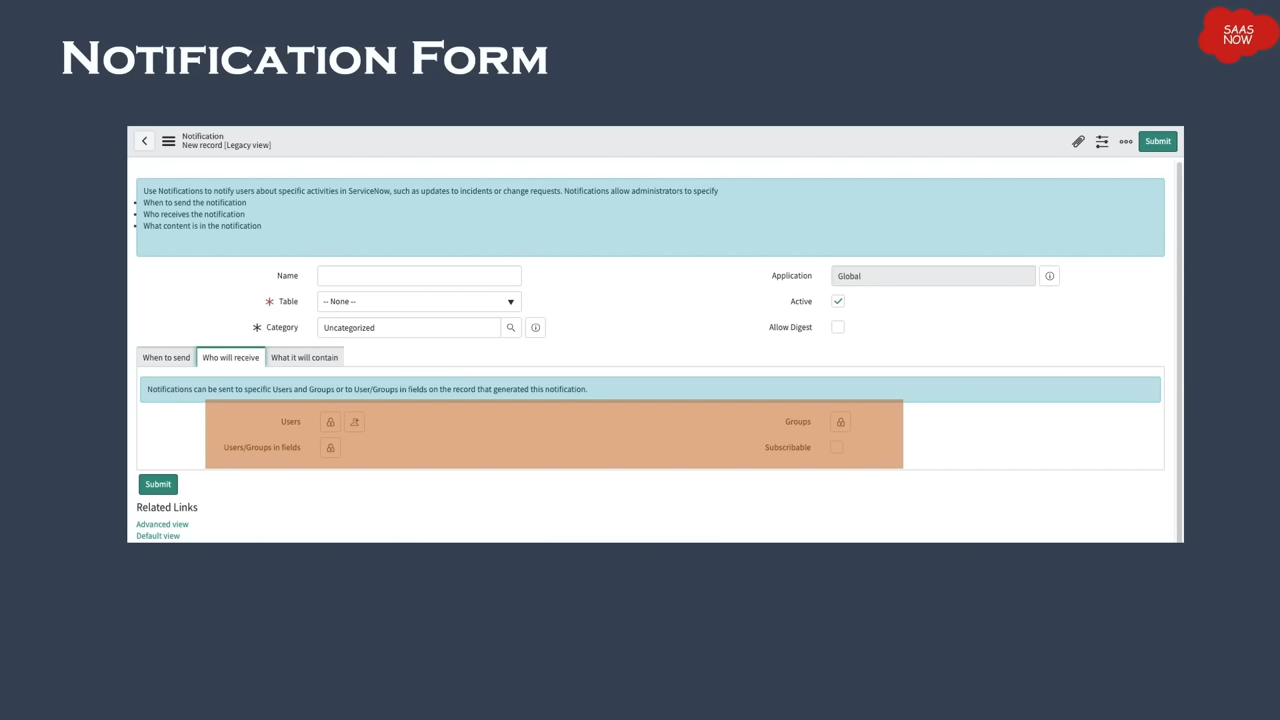 NOTIFICATION FORM
SAAS
NOW
Notification
New record [Legacy view]
Submit
Use Notifications to notify users about specific activities in ServiceNow, such as updates to incidents or change requests. Notifications allow administrators to specify
When to send the notification
Who receives the notification
What content is in the notification
Name
Application Global
Table -- None --
Active
Category Uncategorized
Allow Digest
When to send Who will receive What it will contain
Notifications can be sent to specific Users and Groups or to User/Groups in fields on the record that generated this notification.
Users
Groups
Users/Groups in fields
Subscribable
Submit
Related Links
Advanced view
Default view